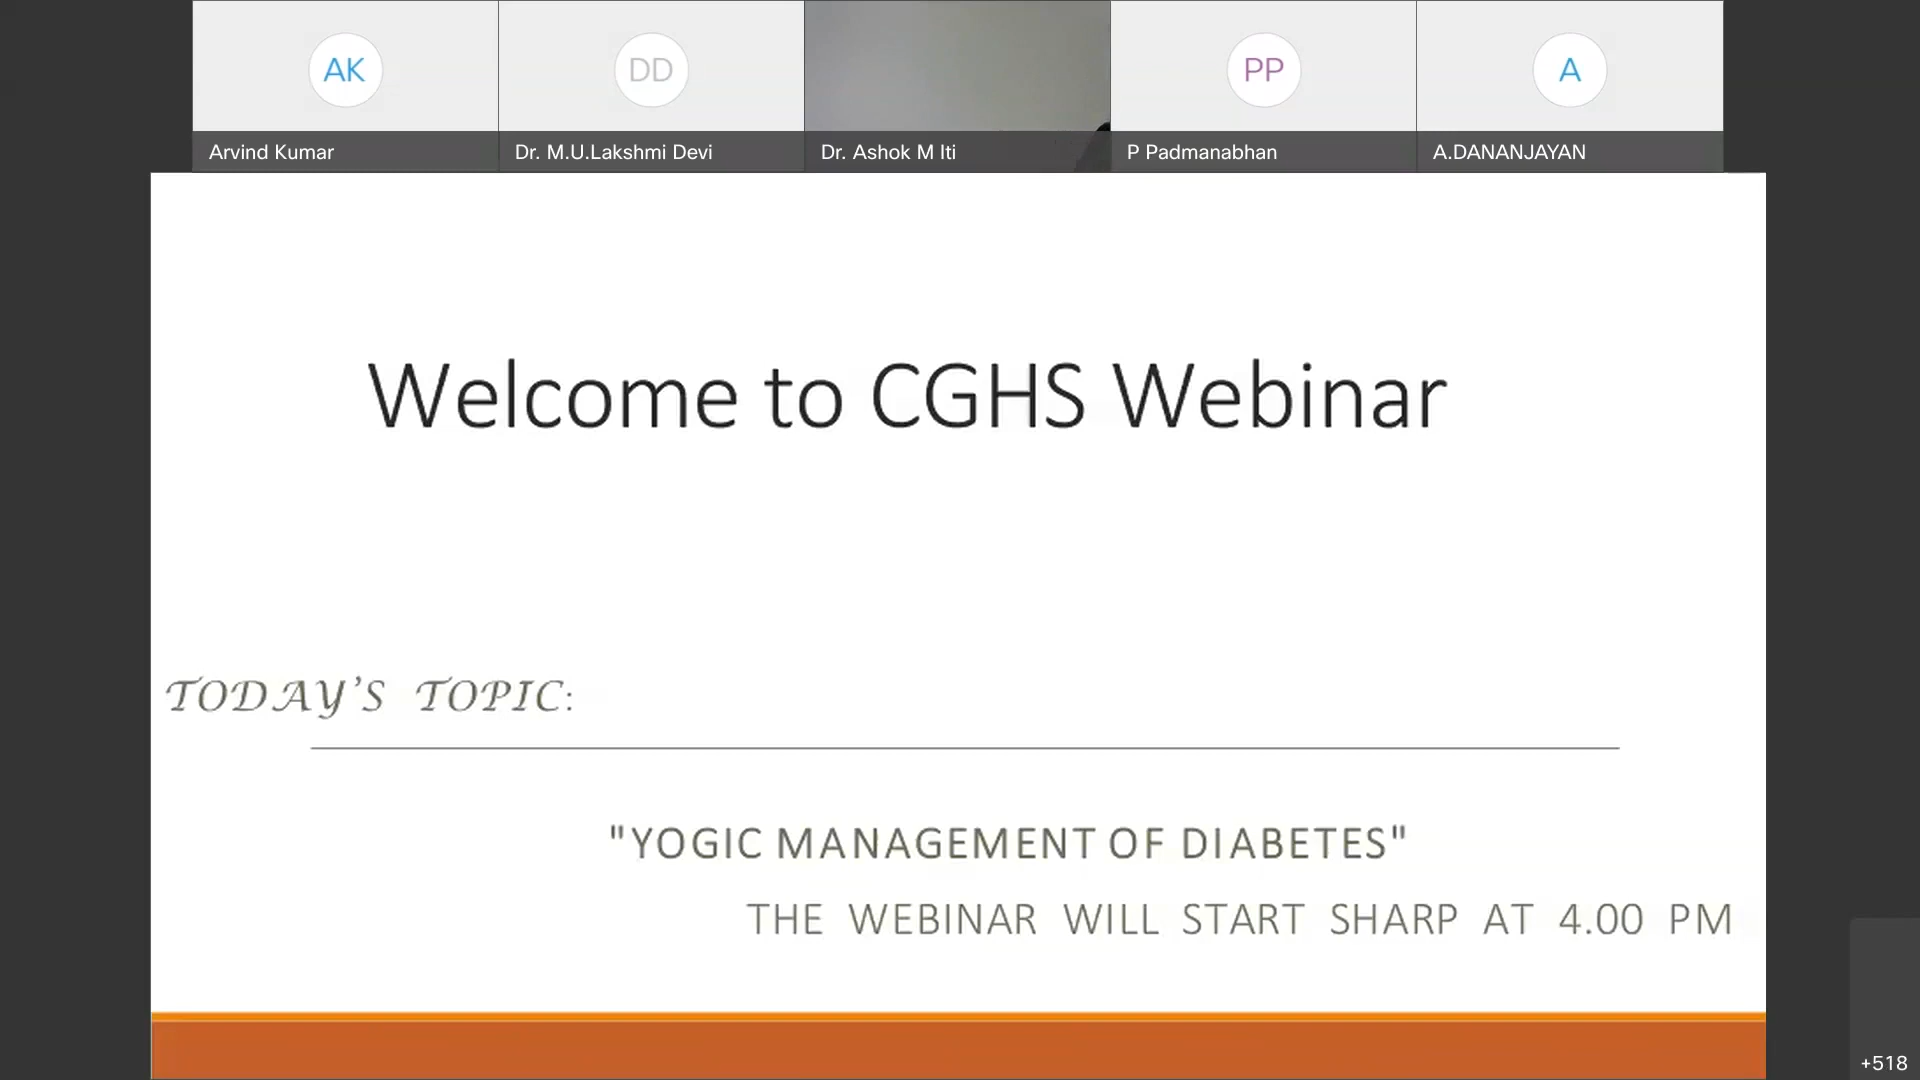 AK
DD
PP
A
Arvind Kumar
Dr. M.U.Lakshmi Devi
Dr. Ashok M Iti
P Padmanabhan
A.DANANJAYAN
Welcome to CGHS Webinar
TODAY’S TOPIC:
"YOGIC MANAGEMENT OF DIABETES"
THE WEBINAR WILL START SHARP AT 4.00 PM
+518